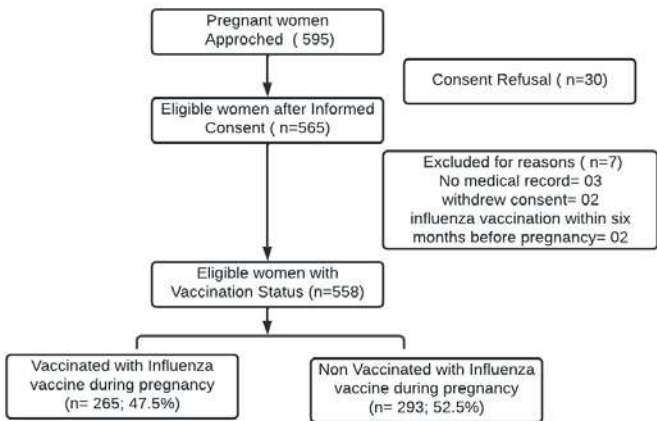 Pregnant women
Approched ( 595)
Consent Refusal ( n=30)
Eligible women after Informed
Consent ( n=565)
Excluded for reasons ( n=7)
No medical record= 03
withdrew consent= 02
influenza vaccination within six
months before pregnancy= 02
Eligible women with
Vaccination Status (n=558)
Vaccinated with Influenza
vaccine during pregnancy
(n= 265; 47.5%)
Non Vaccinated with Influenza
vaccine during pregnancy
(n= 293; 52.5%)